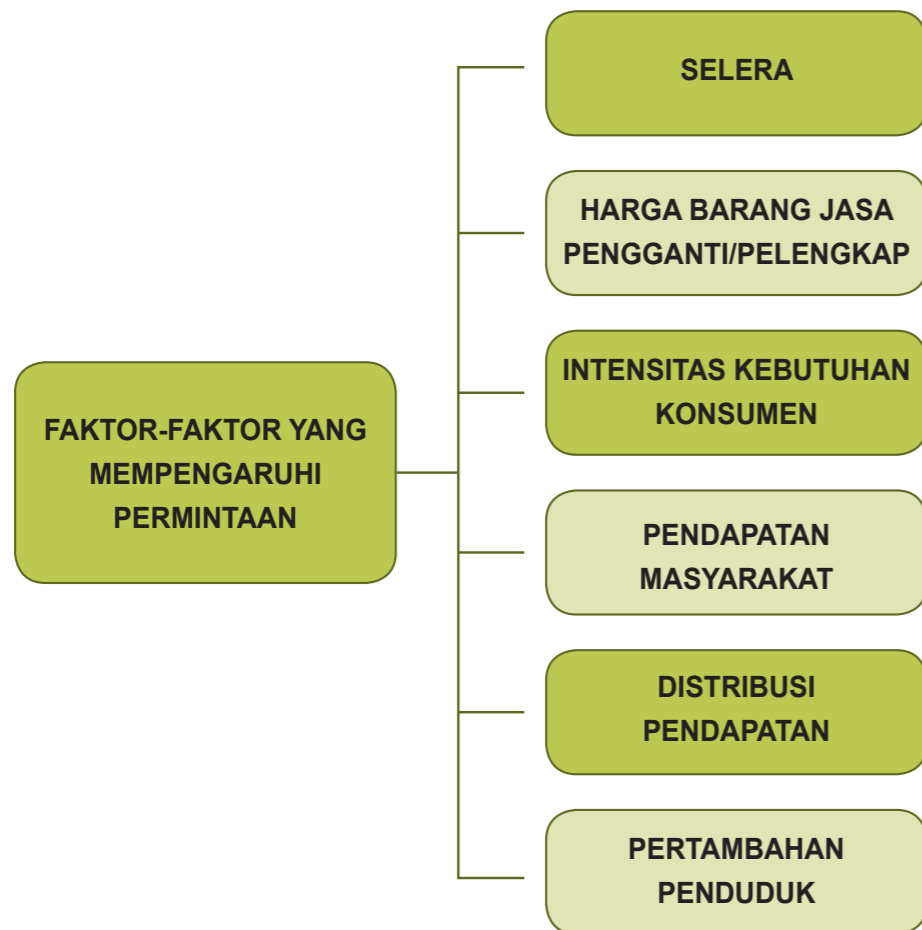 FAKTOR-FAKTOR YANG
MEMPENGARUHI
PERMINTAAN
SELERA
HARGA BARANG JASA
PENGGANTI/PELENGKAP
INTENSITAS KEBUTUHAN
KONSUMEN
PENDAPATAN
MASYARAKAT
DISTRIBUSI
PENDAPATAN
PERTAMBAHAN
PENDUDUK